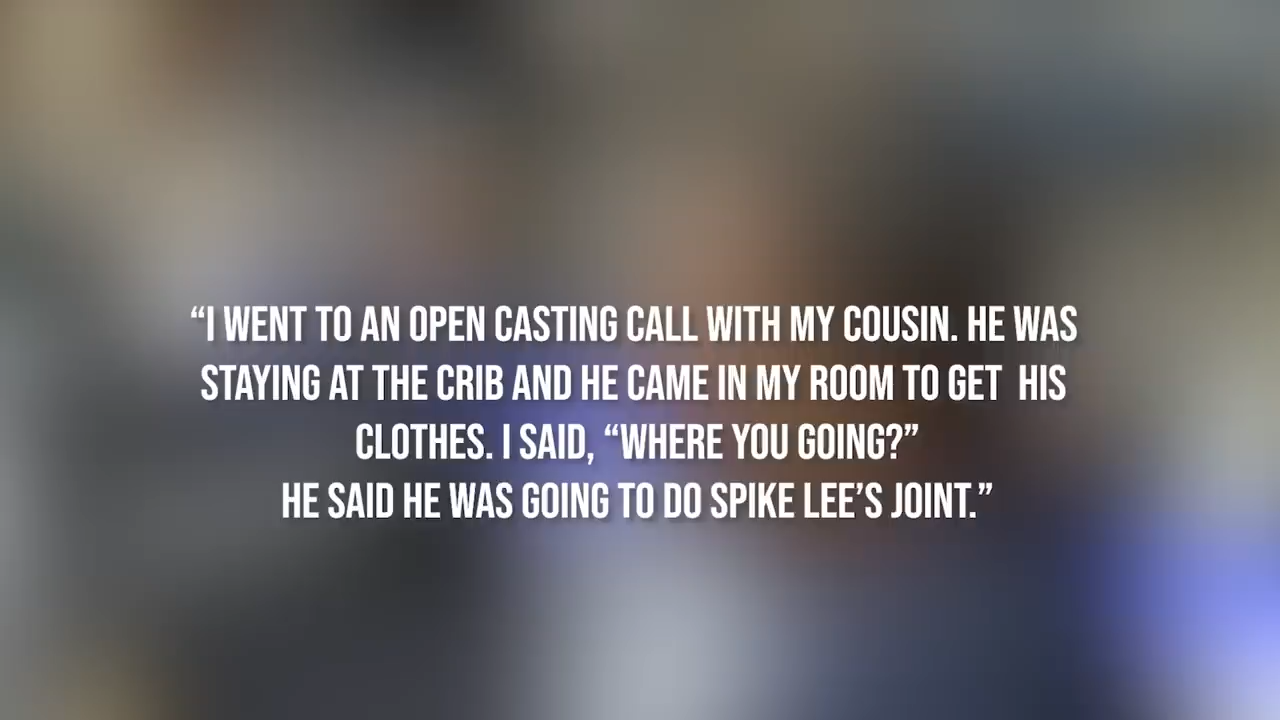 “I WENT TO AN OPEN CASTING CALL WITH MY COUSIN. HE WAS
STAYING AT THE CRIB AND HE CAME IN MY ROOM TO GET  HIS
CLOTHES. I SAID, “WHERE YOU GOING?”
HE SAID HE WAS GOING TO DO SPIKE LEE’S JOINT.”